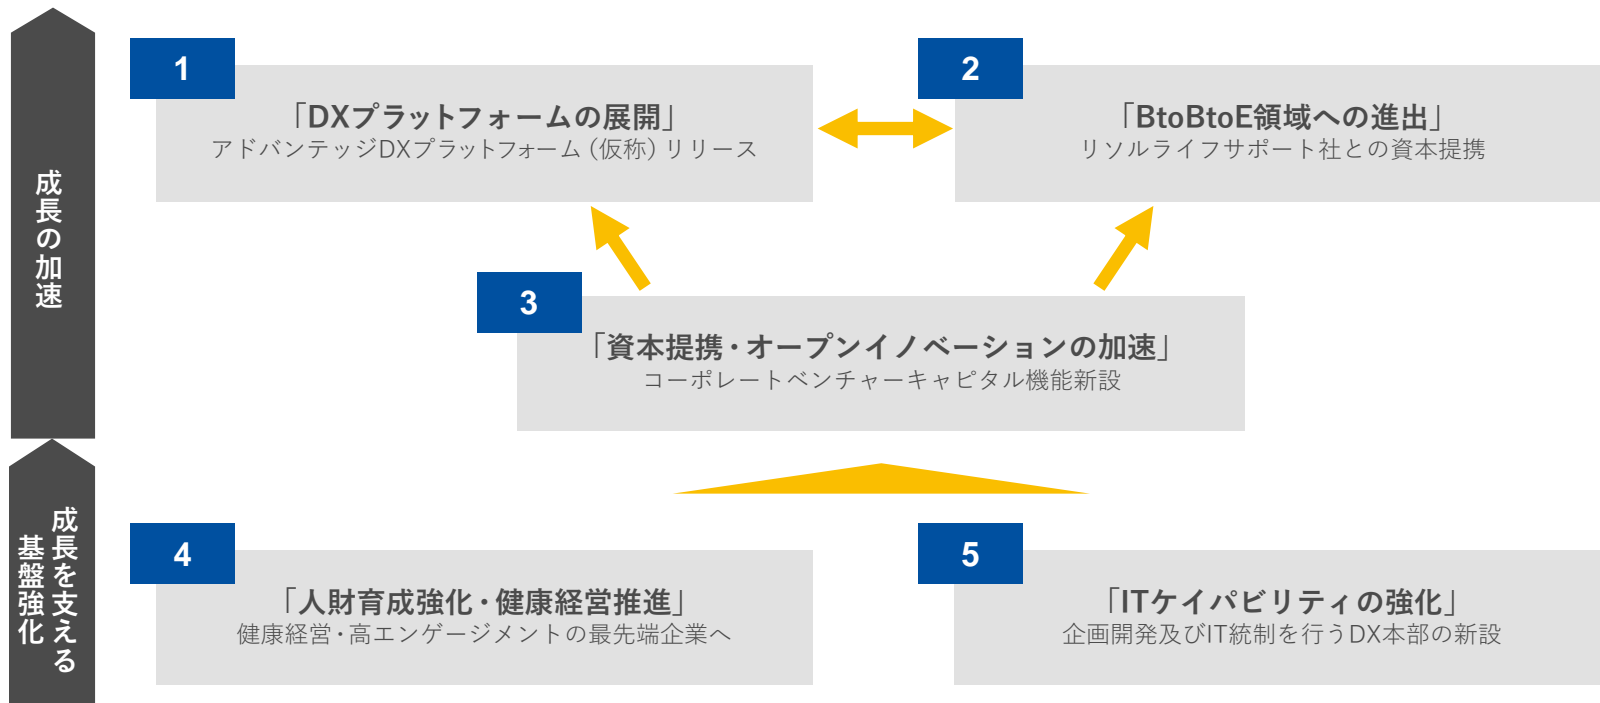 成長の加速
1
「DXプラットフォームの展開」
アドバンテッジDXプラットフォーム（仮称）リリース
2
「BtoBtoE領域への進出」
リソルライフサポート社との資本提携
3
「資本提携・オープンイノベーションの加速」
コーポレートベンチャーキャピタル機能新設
成長を支える
基盤強化
4
「人財育成強化・健康経営推進」
健康経営・高エンゲージメントの最先端企業へ
5
「ITケイパビリティの強化」
企画開発及びIT統制を行うDX本部の新設